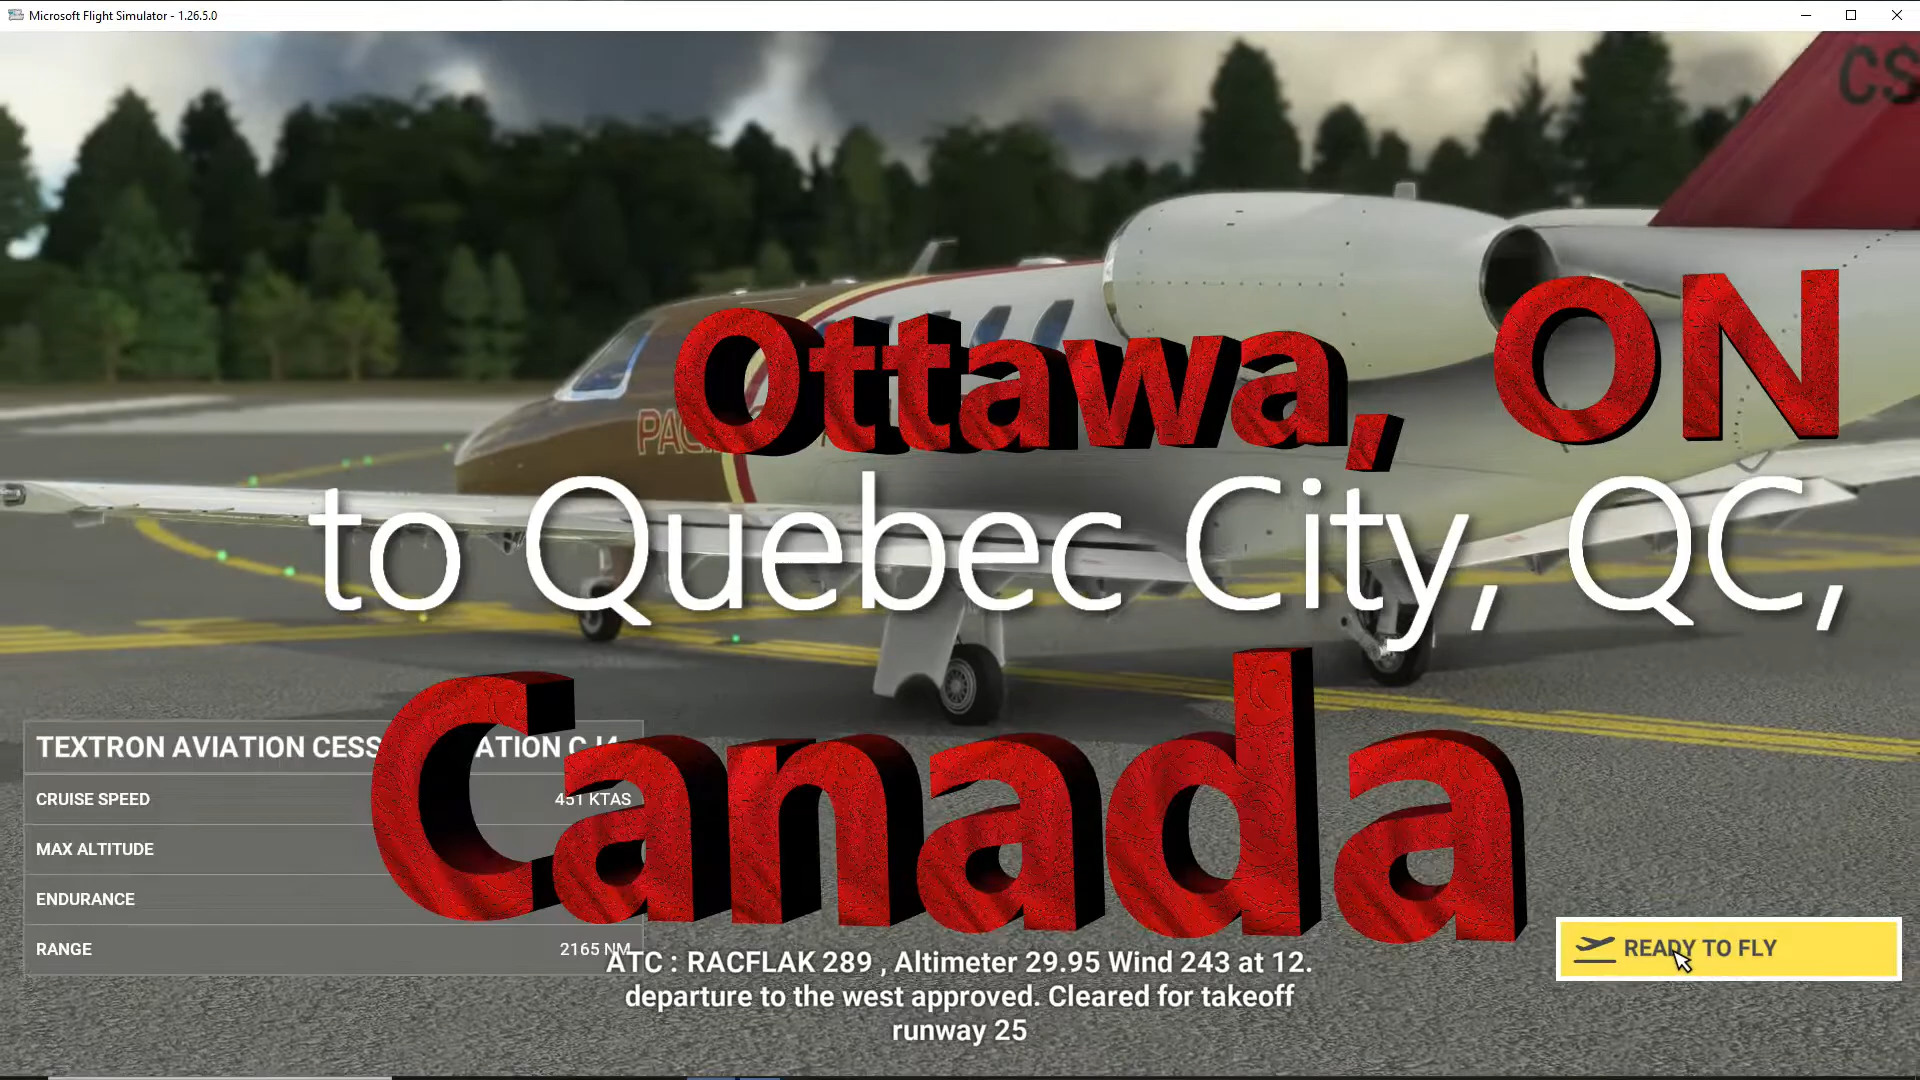 Microsoft Flight Simulator - 1.26.5.0
CS
Ottawa, ON
to Quebec City, QC,
Canada
TEXTRON AVIATION
CRUISE SPEED 451 KTAS
MAX ALTITUDE
ENDURANCE
RANGE 2165 NM
READY TO FLY
ATC : RACFLAK 289 , Altimeter 29.95 Wind 243 at 12.
departure to the west approved. Cleared for takeoff
runway 25